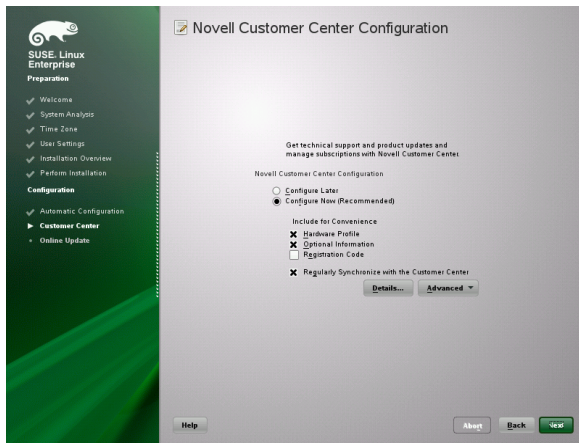 SUSE. Linux
Enterprise
Preparation
Welcome
System Analysis
Time Zone
User Settings
Installation Overview
Perform Installation
Configuration
Automatic Configuration
Customer Center
Online Update
Novell Customer Center Configuration
Get technical support and product updates and
manage subscriptions with Novell Customer Center.
Novell Customer Center Configuration
Configure Later
Configure Now (Recommended)
Include for Convenience
Hardware Profile
Optional Information
Registration Code
Regularly Synchronize with the Customer Center
Details...
Advanced
Help
Abort
Back
Next